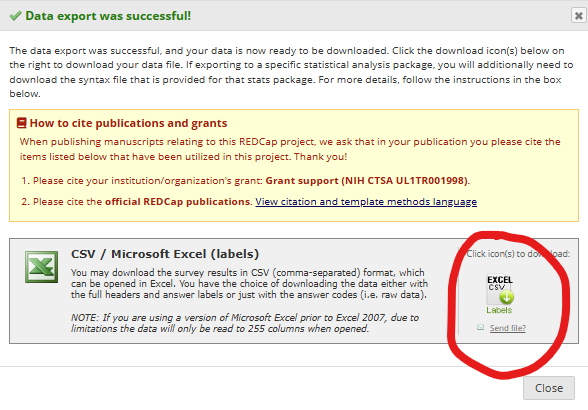 Data export was successful!
The data export was successful, and your data is now ready to be downloaded. Click the download icon(s) below on
the right to download your data file. If exporting to a specific statistical analysis package, you will additionally need to
download the syntax file that is provided for that stats package. For more details, follow the instructions in the box
below.
How to cite publications and grants
When publishing manuscripts relating to this REDCap project, we ask that in your publication you please cite the
items listed below that have been utilized in this project. Thank you!
1. Please cite your institution/organization's grant: Grant support (NIH CTSA UL1TR001998).
2. Please cite the official REDCap publications. View citation and template methods language
CSV / Microsoft Excel (labels)
You may download the survey results in CSV (comma-separated) format, which
can be opened in Excel. You have the choice of downloading the data either with
the full headers and answer labels or just with the answer codes (i.e. raw data).
NOTE: If you are using a version of Microsoft Excel prior to Excel 2007, due to
limitations the data will only be read to 255 columns when opened.
Click icon(s) to download:
EXCEL
CSV
Labels
Send file?
Close